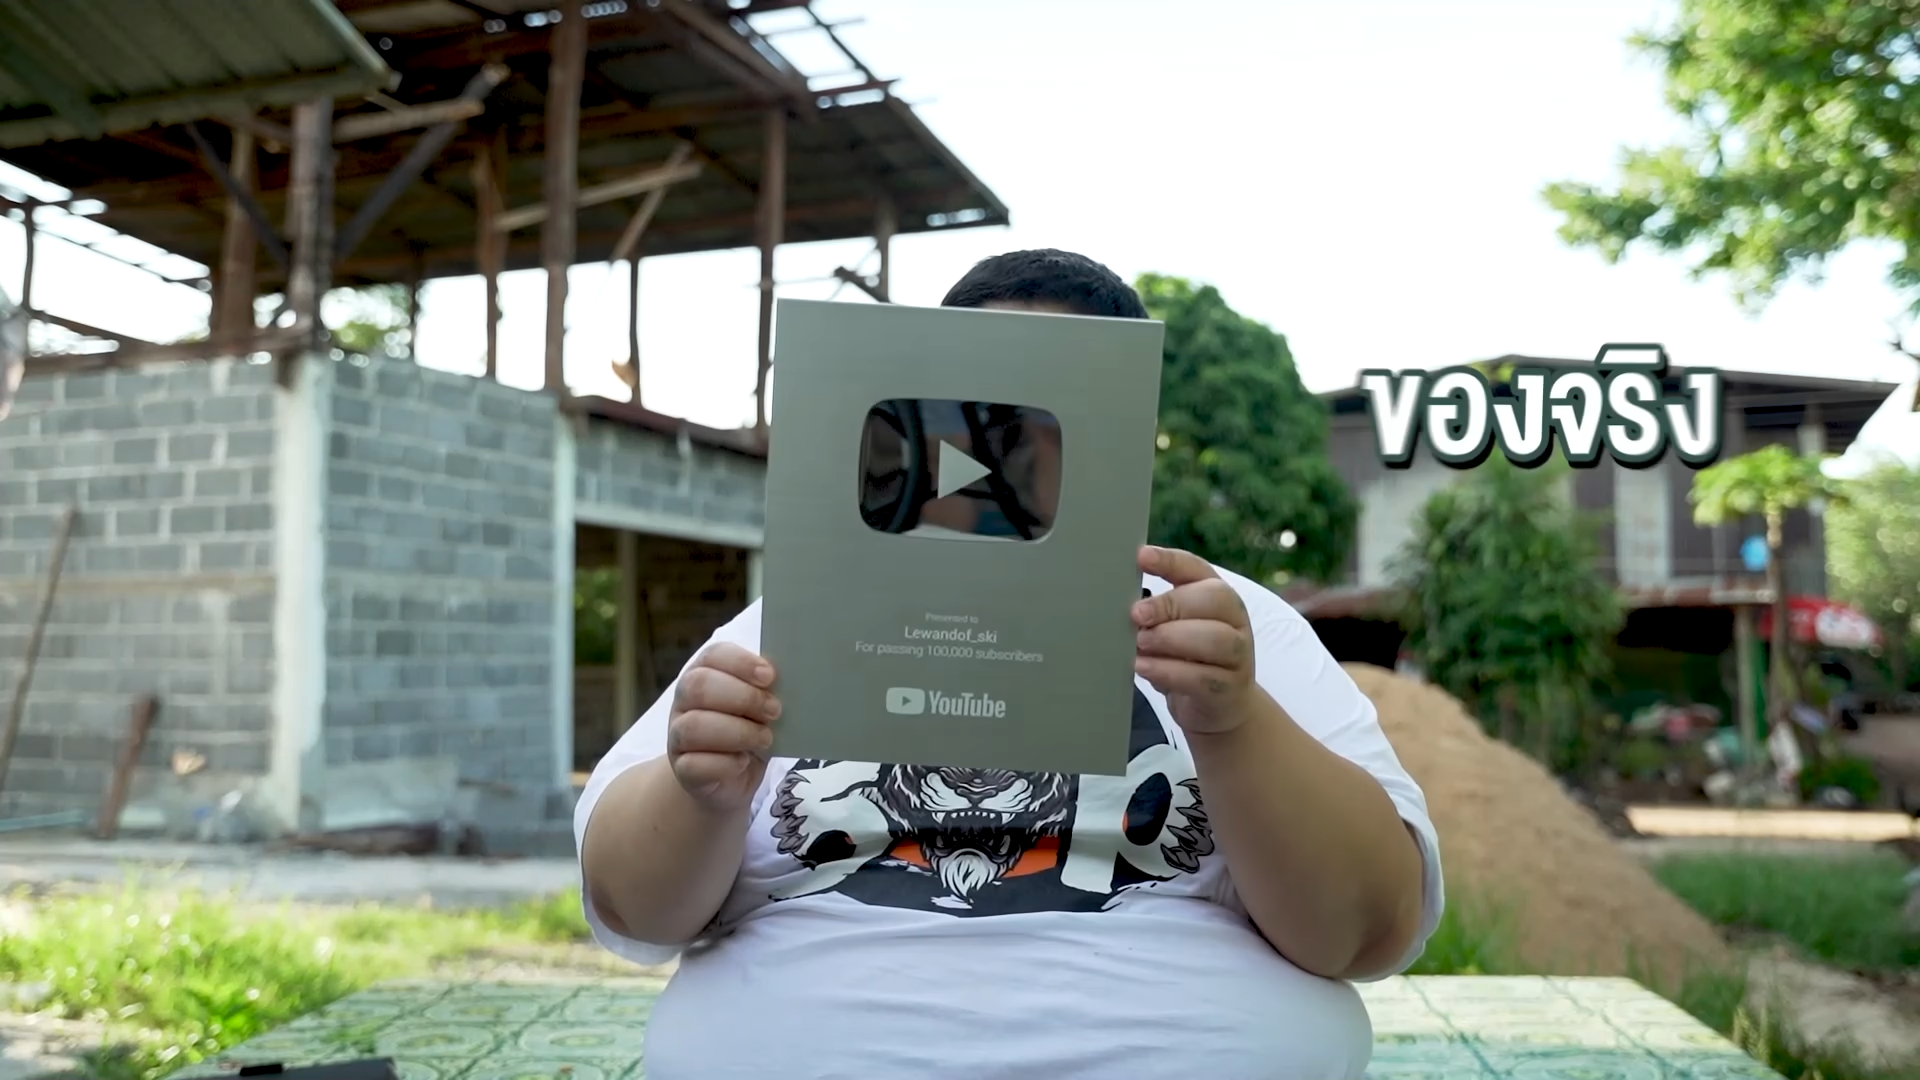 ของจริง
Presented to
Lewandof_ski
For passing 100,000 subscribers
YouTube